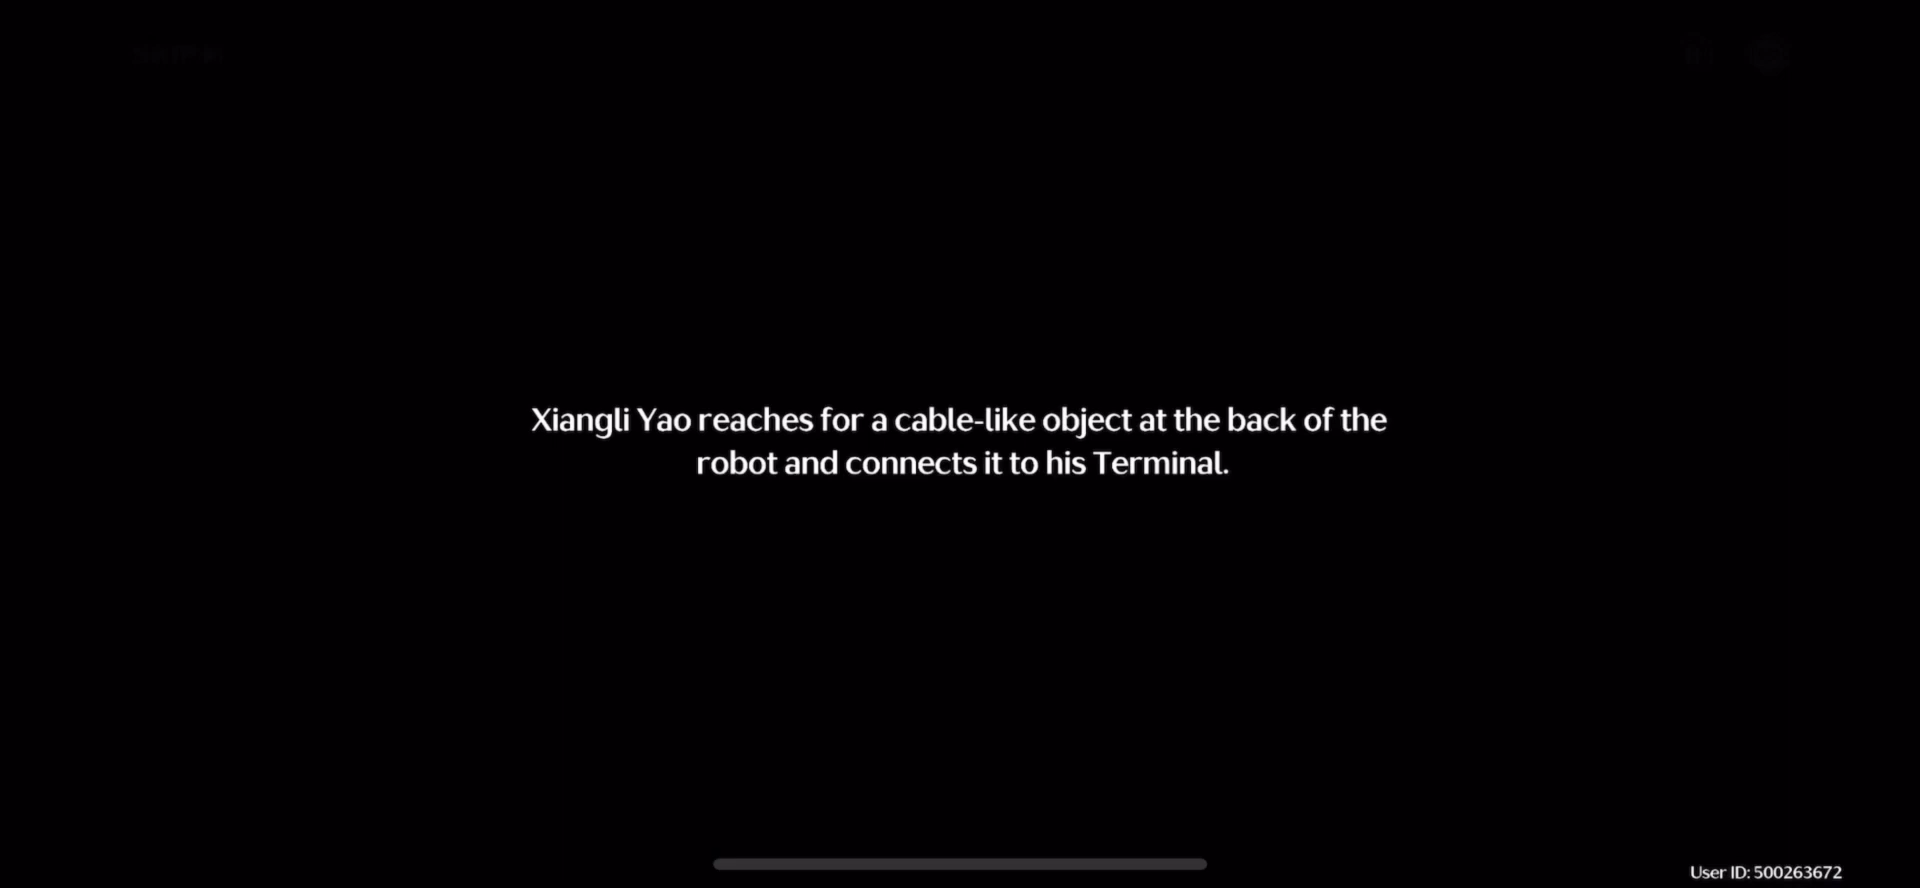 Xiangli Yao reaches for a cable-like object at the back of the
robot and connects it to his Terminal.
User ID: 500263672